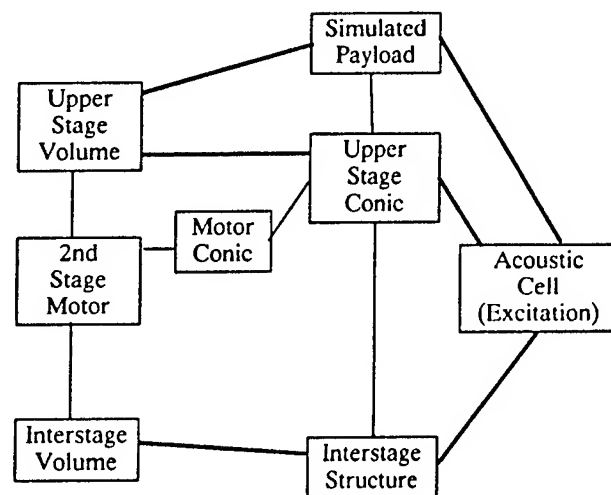 Simulated
Payload
Upper
Stage
Volume
Upper
Stage
Conic
Motor
Conic
2nd
Stage
Motor
Acoustic
Cell
(Excitation)
Interstage
Volume
Interstage
Structure